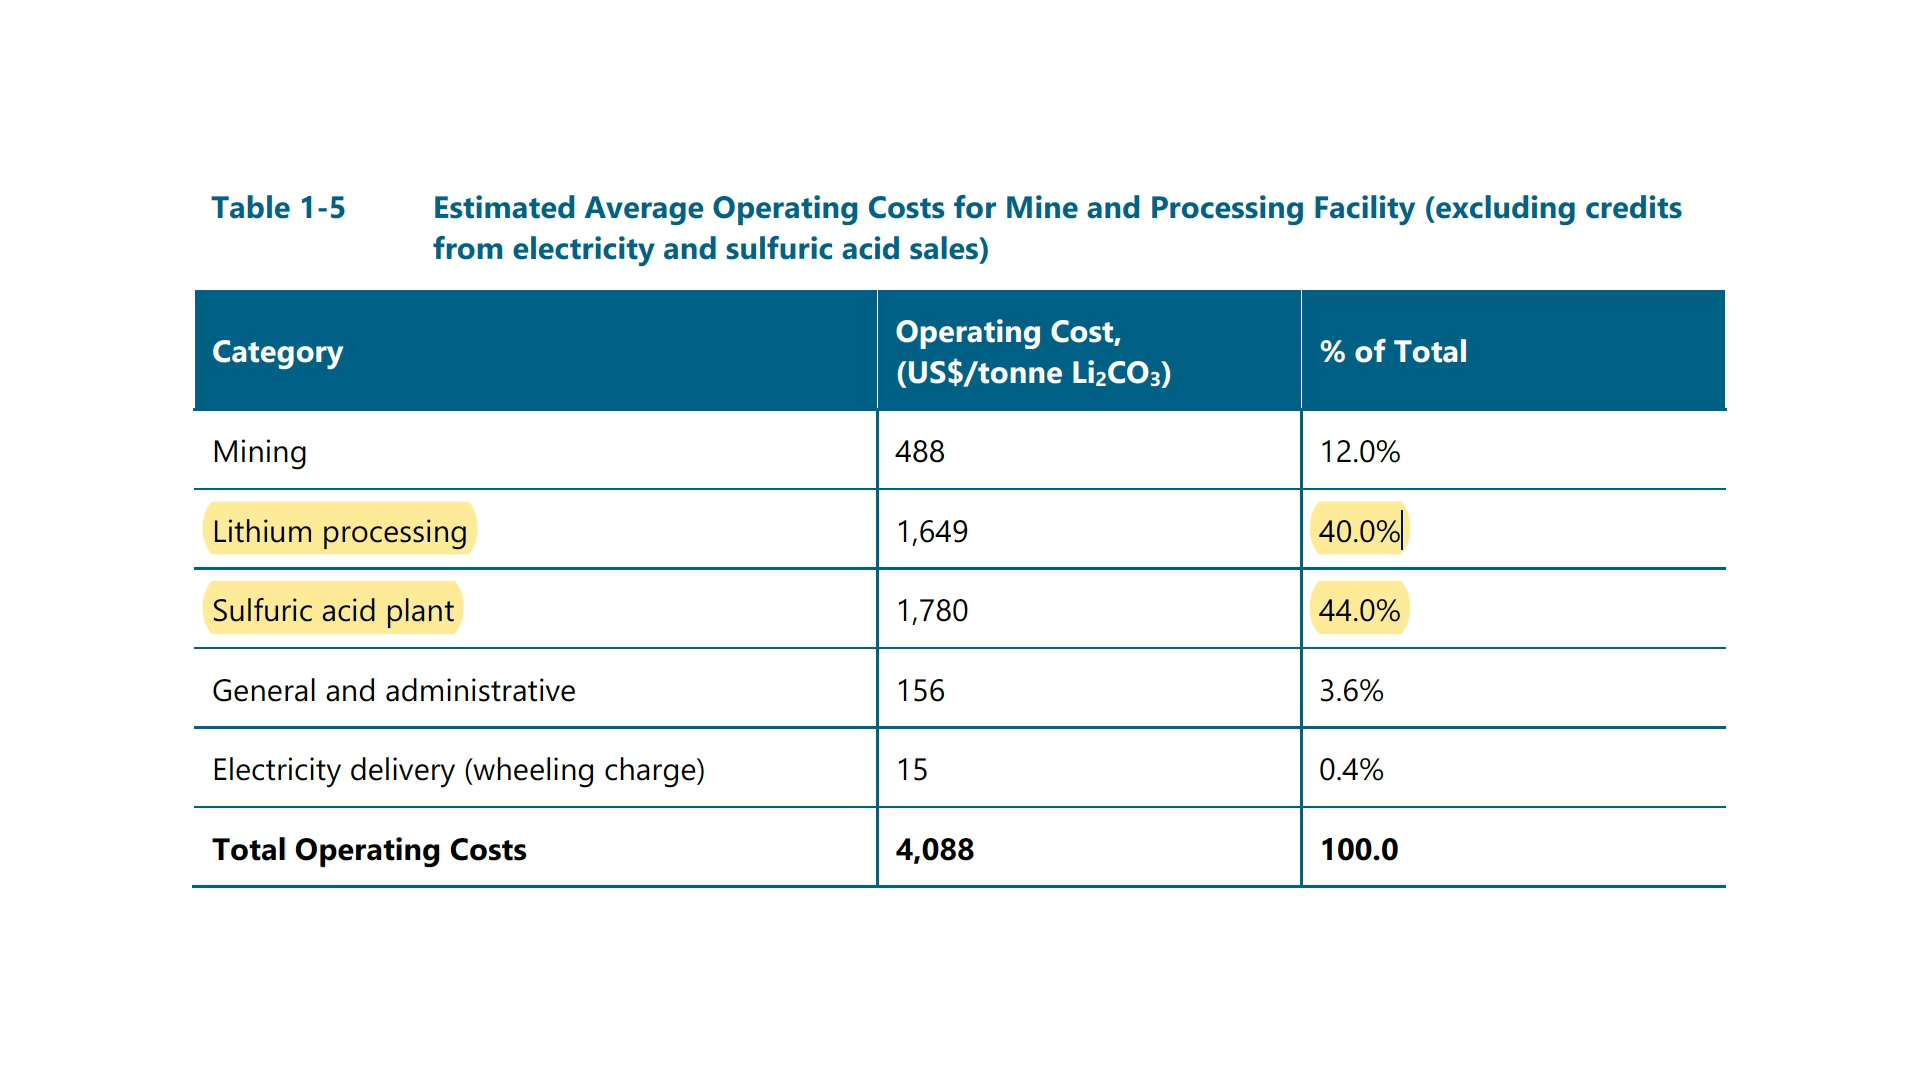 Table 1-5 Estimated Average Operating Costs for Mine and Processing Facility (excluding credits
from electricity and sulfuric acid sales)
Category Operating Cost, (US$/tonne Li₂CO₃) % of Total
Mining 488 12.0%
Lithium processing 1,649 40.0%
Sulfuric acid plant 1,780 44.0%
General and administrative 156 3.6%
Electricity delivery (wheeling charge) 15 0.4%
Total Operating Costs 4,088 100.0